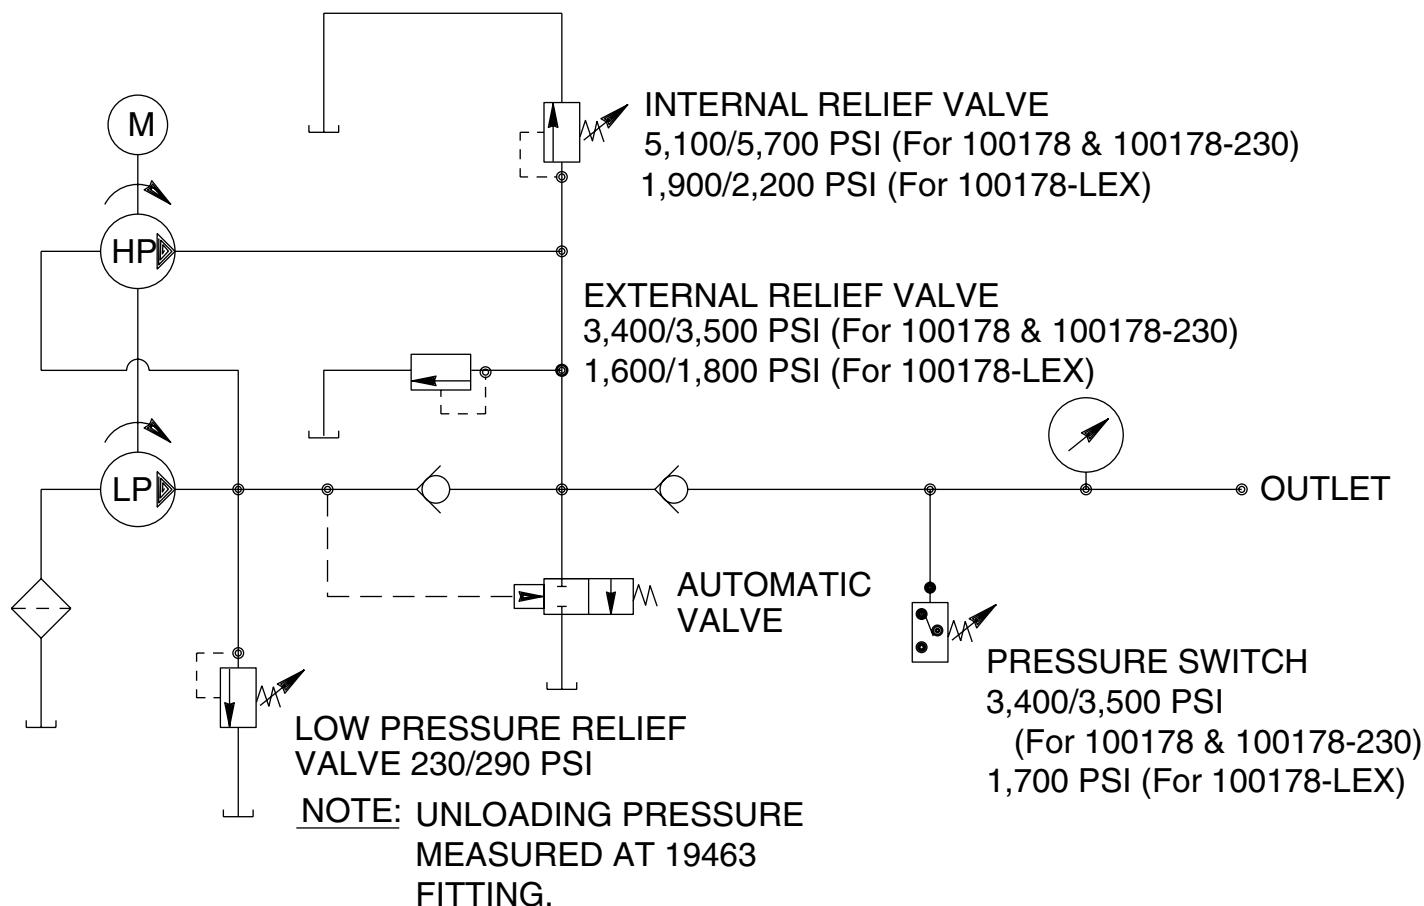 INTERNAL RELIEF VALVE
5,100/5,700 PSI (For 100178 & 100178-230)
1,900/2,200 PSI (For 100178-LEX)
M
HP
EXTERNAL RELIEF VALVE
3,400/3,500 PSI (For 100178 & 100178-230)
1,600/1,800 PSI (For 100178-LEX)
LP
OUTLET
AUTOMATIC
VALVE
PRESSURE SWITCH
3,400/3,500 PSI
(For 100178 & 100178-230)
1,700 PSI (For 100178-LEX)
LOW PRESSURE RELIEF
VALVE 230/290 PSI
NOTE: UNLOADING PRESSURE
MEASURED AT 19463
FITTING.